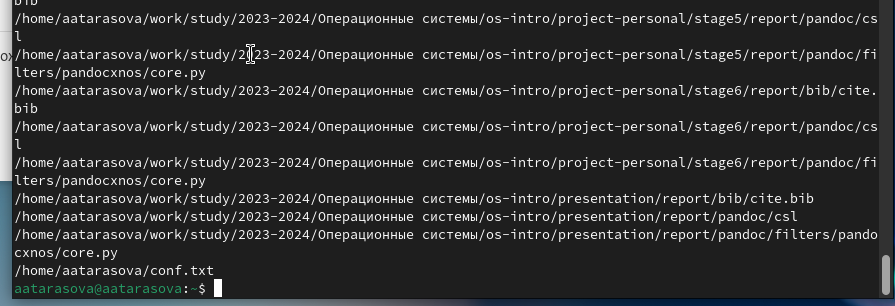 bib
/home/aatarasova/work/study/2023-2024/Операционные системы/os-intro/project-personal/stage5/report/pandoc/cs
l
/home/aatarasova/work/study/2023-2024/Операционные системы/os-intro/project-personal/stage5/report/pandoc/fi
lters/pandocxnos/core.py
/home/aatarasova/work/study/2023-2024/Операционные системы/os-intro/project-personal/stage6/report/bib/cite.
bib
/home/aatarasova/work/study/2023-2024/Операционные системы/os-intro/project-personal/stage6/report/pandoc/cs
l
/home/aatarasova/work/study/2023-2024/Операционные системы/os-intro/project-personal/stage6/report/pandoc/fi
lters/pandocxnos/core.py
/home/aatarasova/work/study/2023-2024/Операционные системы/os-intro/presentation/report/bib/cite.bib
/home/aatarasova/work/study/2023-2024/Операционные системы/os-intro/presentation/report/pandoc/csl
/home/aatarasova/work/study/2023-2024/Операционные системы/os-intro/presentation/report/pandoc/filters/pando
cxnos/core.py
/home/aatarasova/conf.txt
aatarasova@aatarasova:~$